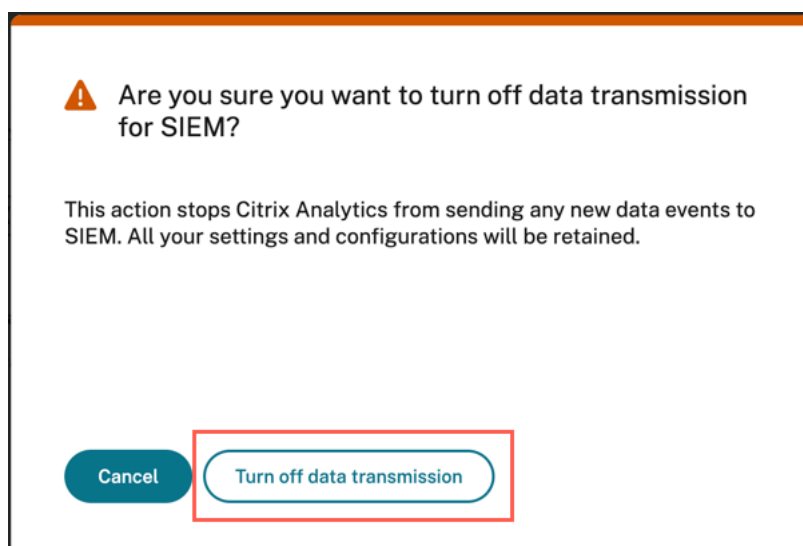 Are you sure you want to turn off data transmission
for SIEM?
This action stops Citrix Analytics from sending any new data events to
SIEM. All your settings and configurations will be retained.
Cancel
Turn off data transmission